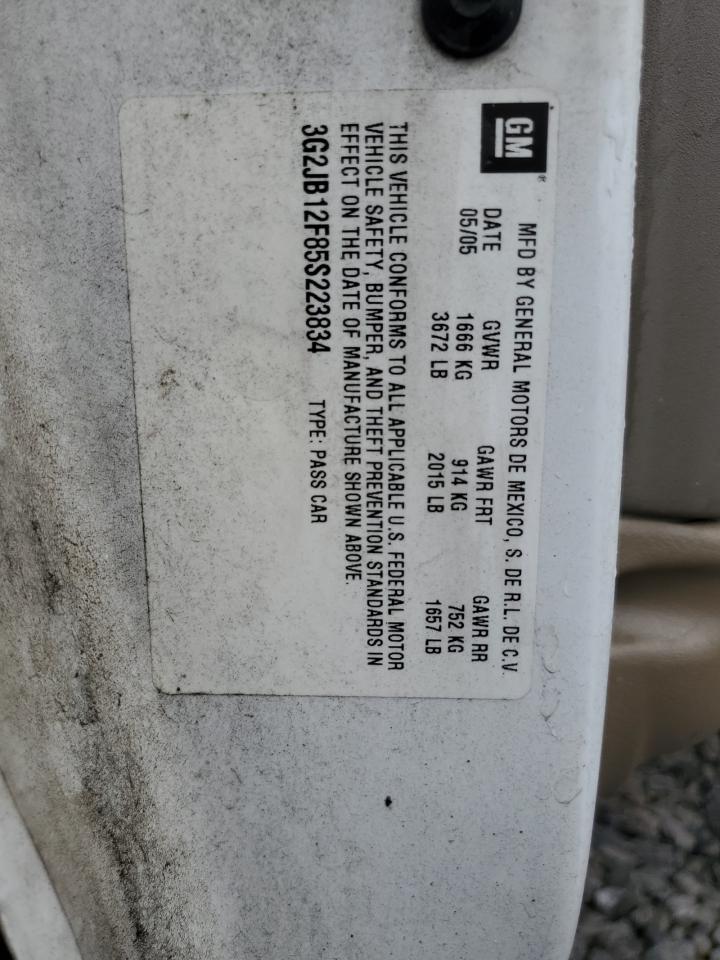 GM
MFD BY GENERAL MOTORS DE MEXICO, S. DE R.L. DE C.V.
DATE GVWR GAWR FRT GAWR RR
05/05 1666 KG 914 KG 752 KG
3672 LB 2015 LB 1657 LB
THIS VEHICLE CONFORMS TO ALL APPLICABLE U.S. FEDERAL MOTOR
VEHICLE SAFETY, BUMPER, AND THEFT PREVENTION STANDARDS IN
EFFECT ON THE DATE OF MANUFACTURE SHOWN ABOVE.
3G2JB12F85S223834 TYPE: PASS CAR